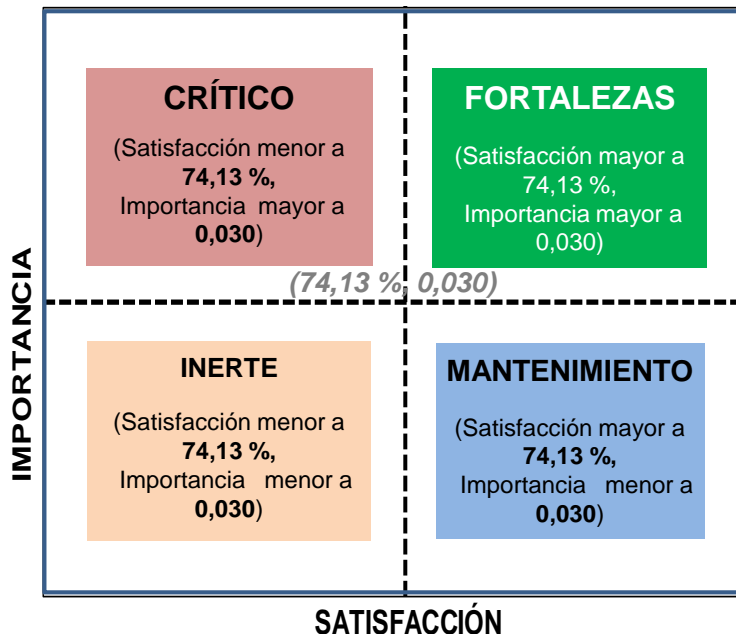 CRÍTICO
(Satisfacción menor a
74,13 %,
Importancia mayor a
0,030)
FORTALEZAS
(Satisfacción mayor a
74,13 %,
Importancia mayor a
0,030)
(74,13 %, 0,030)
IMPORTANCIA
INERTE
(Satisfacción menor a
74,13 %,
Importancia menor a
0,030)
MANTENIMIENTO
(Satisfacción mayor a
74,13 %,
Importancia menor a
0,030)
SATISFACCIÓN